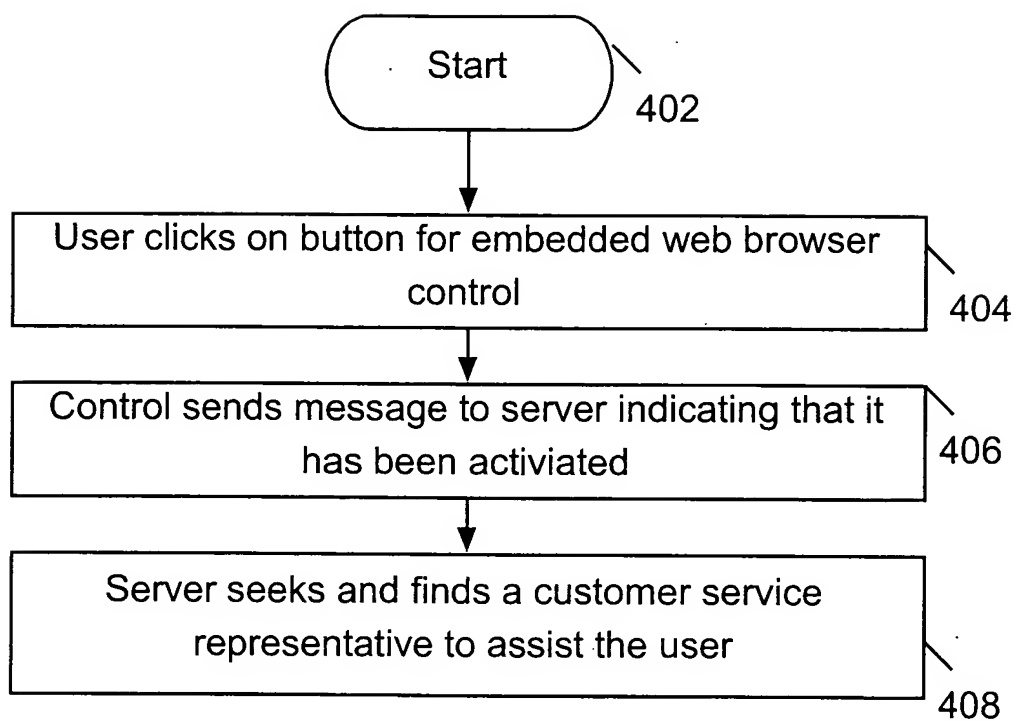 Start
402
User clicks on button for embedded web browser
control
404
Control sends message to server indicating that it
has been activiated
406
Server seeks and finds a customer service
representative to assist the user
408